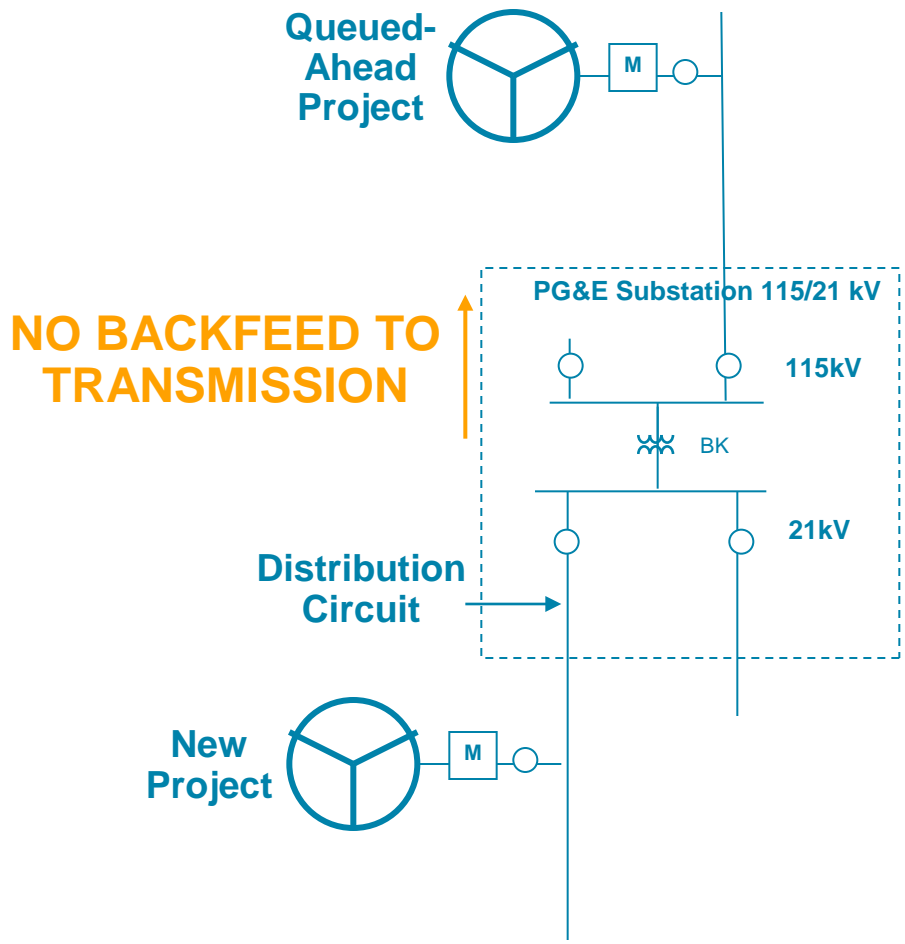 Queued-
Ahead
Project
M
PG&E Substation 115/21 kV
NO BACKFEED TO
TRANSMISSION
115kV
BK
21kV
Distribution
Circuit
New
Project
M